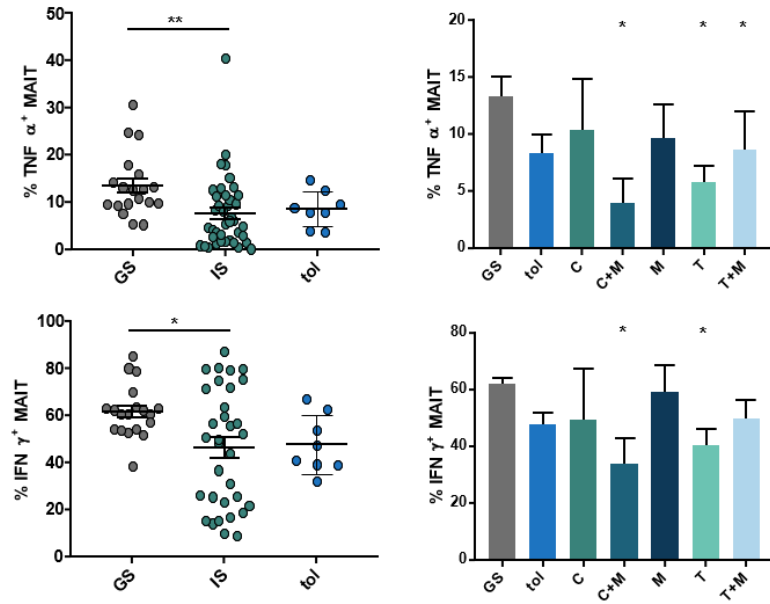 **
% TNF α⁺ MAIT
50
40
30
20
10
0
GS
IS
tol
* * *
% TNF α⁺ MAIT
20
15
10
5
0
GS
tol
C
C+M
M
T
T+M
*
% IFN γ⁺ MAIT
100
80
60
40
20
0
GS
IS
tol
* *
% IFN γ⁺ MAIT
80
60
40
20
0
GS
tol
C
C+M
M
T
T+M